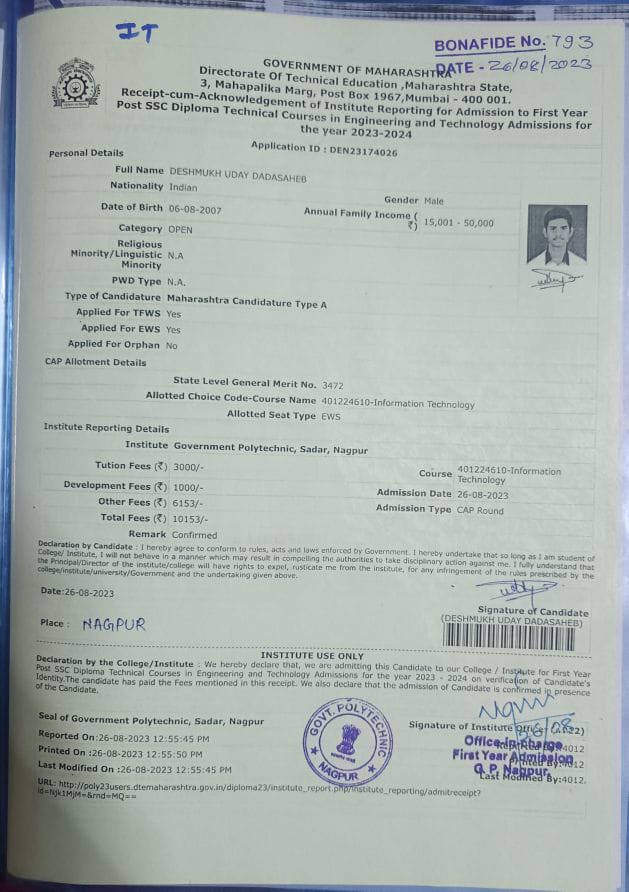 IT
BONAFIDE No. 793
DATE - 26/08/2023
GOVERNMENT OF MAHARASHTRA
Directorate Of Technical Education ,Maharashtra State,
3, Mahapalika Marg, Post Box 1967,Mumbai - 400 001.
Receipt-cum-Acknowledgement of Institute Reporting for Admission to First Year
Post SSC Diploma Technical Courses in Engineering and Technology Admissions for
the year 2023-2024
Application ID : DEN23174026
Personal Details
Full Name DESHMUKH UDAY DADASAHEB
Nationality Indian
Gender Male
Date of Birth 06-08-2007
Annual Family Income ( ₹) 15,001 - 50,000
Category OPEN
Religious
Minority/Linguistic N.A
Minority
PWD Type N.A.
Type of Candidature Maharashtra Candidature Type A
Applied For TFWS Yes
Applied For EWS Yes
Applied For Orphan No
CAP Allotment Details
State Level General Merit No. 3472
Allotted Choice Code-Course Name 401224610-Information Technology
Allotted Seat Type EWS
Institute Reporting Details
Institute Government Polytechnic, Sadar, Nagpur
Tution Fees (₹) 3000/-
Course 401224610-Information
Technology
Development Fees (₹) 1000/-
Admission Date 26-08-2023
Other Fees (₹) 6153/-
Admission Type CAP Round
Total Fees (₹) 10153/-
Remark Confirmed
Declaration by Candidate : I hereby agree to conform to rules, acts and laws enforced by Government. I hereby undertake that so long as I am student of
College/ Institute, I will not behave in a manner which may result in compelling the authorities to take disciplinary action against me. I fully understand that
the Principal/Director of the institute/college will have rights to expel, rusticate me from the institute, for any infringement of the rules prescribed by the
college/institute/university/Government and the undertaking given above.
Date:26-08-2023
Signature of Candidate
(DESHMUKH UDAY DADASAHEB)
Place : NAGPUR
INSTITUTE USE ONLY
Declaration by the College/Institute : We hereby declare that, we are admitting this Candidate to our College / Institute for First Year
Post SSC Diploma Technical Courses in Engineering and Technology Admissions for the year 2023 - 2024 on verification of Candidate's
Identity.The candidate has paid the Fees mentioned in this receipt. We also declare that the admission of Candidate is confirmed in presence
of the Candidate.
Seal of Government Polytechnic, Sadar, Nagpur
GOVT. POLYTECHNIC
NAGPUR
Signature of Institute
26/08
Reported On:26-08-2023 12:55:45 PM
Office-In-charge
4012
Printed On :26-08-2023 12:55:50 PM
First Year Admission
Printed By:4012
Last Modified On :26-08-2023 12:55:45 PM
G. P. Nagpur
Last Modified By:4012.
URL: http://poly23users.dtemaharashtra.gov.in/diploma23/institute_report.php/institute_reporting/admitreceipt?
id=Njk1MjM=&rnd=MQ==